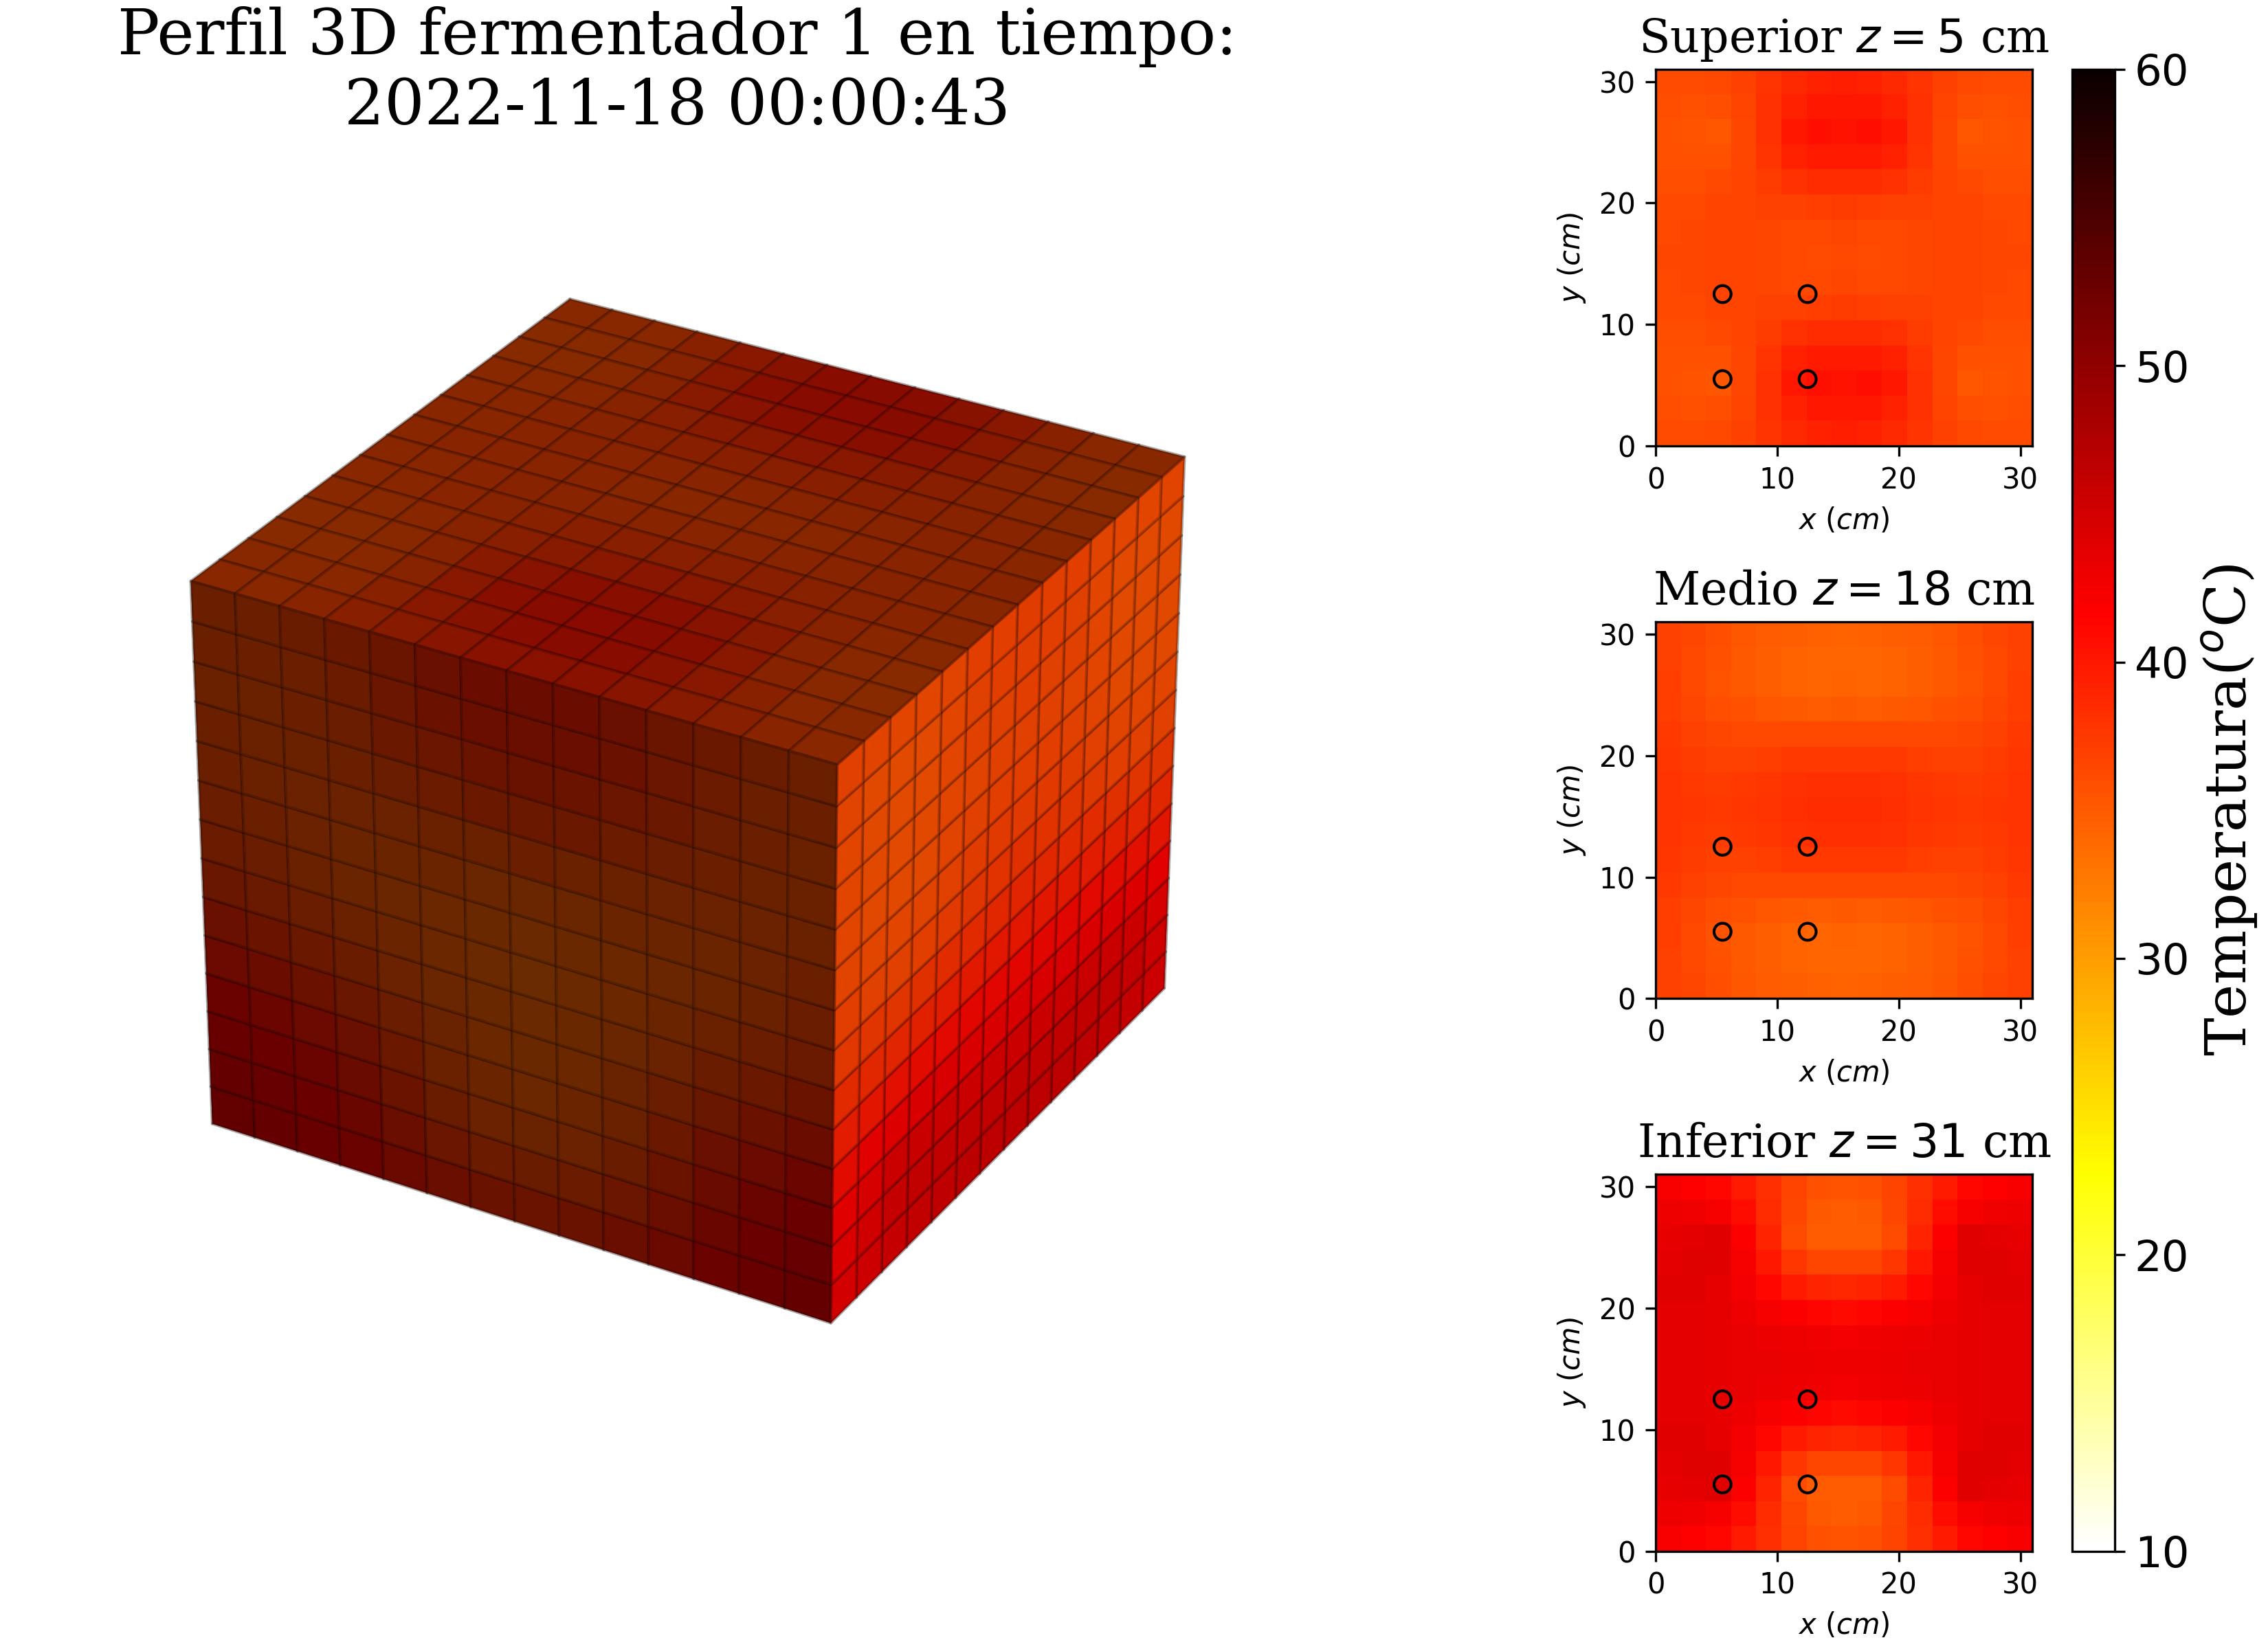 Perfil 3D fermentador 1 en tiempo:
2022-11-18 00:00:43
Superior z = 5 cm
30
20
10
0
y (cm)
0 10 20 30
x (cm)
Medio z = 18 cm
30
20
10
0
y (cm)
0 10 20 30
x (cm)
Inferior z = 31 cm
30
20
10
0
y (cm)
0 10 20 30
x (cm)
60
50
40
30
20
10
Temperatura(°C)